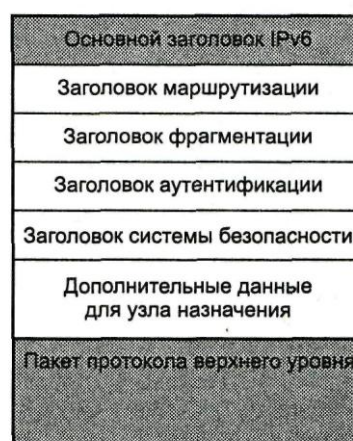 Основной заголовок IPv6
Заголовок маршрутизации
Заголовок фрагментации
Заголовок аутентификации
Заголовок системы безопасности
Дополнительные данные
для узла назначения
Пакет протокола верхнего уровня